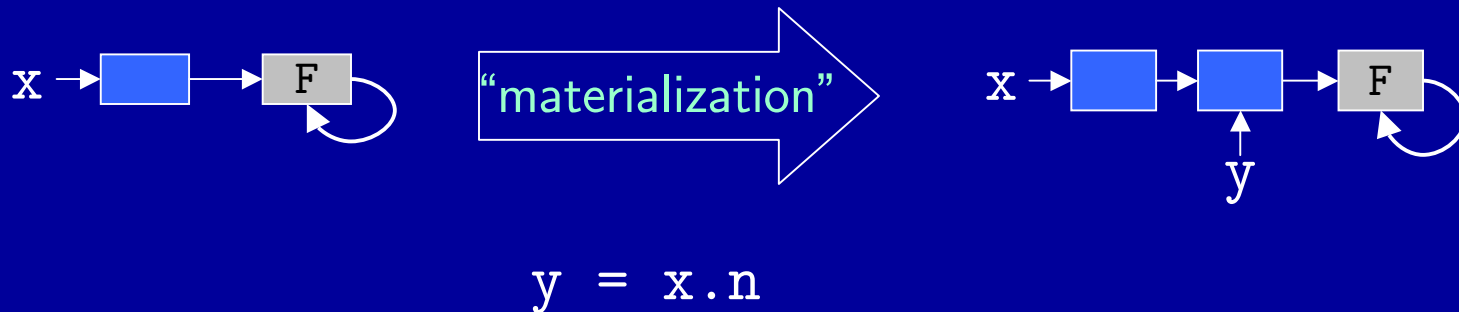 x
F
“materialization”
x
F
y
y = x.n